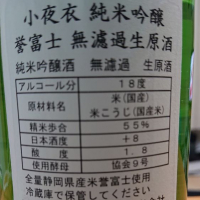 小夜衣 純米吟醸
誉富士 無濾過生原酒
純米吟醸酒 無濾過 生原酒
アルコール分 18度
原材料名 米(国産) 米こうじ(国産米)
精米歩合 55%
日本酒度 +8
酸度 1.8
使用酵母 協会9号
全量静岡県産米誉富士使用
冷蔵庫で保管してください